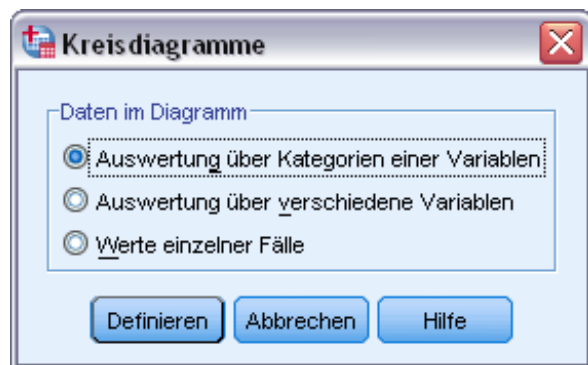 Kreisdiagramme
Daten im Diagramm
Auswertung über Kategorien einer Variablen
Auswertung über verschiedene Variablen
Werte einzelner Fälle
Definieren Abbrechen Hilfe